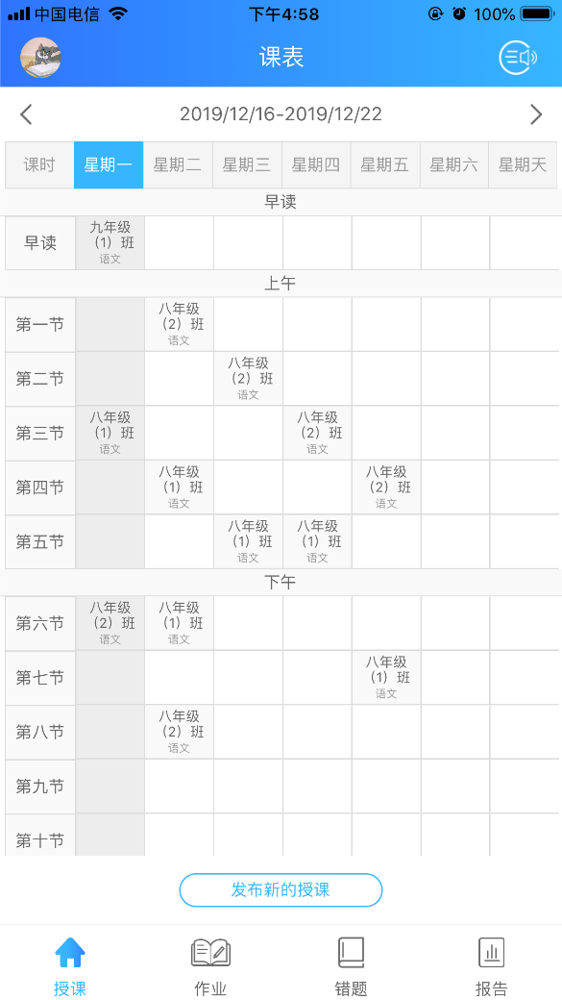 中国电信 下午4:58 100%
课表
2019/12/16-2019/12/22
课时 星期一 星期二 星期三 星期四 星期五 星期六 星期天
早读
早读 九年级（1）班 语文
上午
第一节 八年级（2）班 语文
第二节 八年级（2）班 语文
第三节 八年级（1）班 语文 八年级（2）班 语文
第四节 八年级（1）班 语文 八年级（2）班 语文
第五节 八年级（1）班 语文 八年级（1）班 语文
下午
第六节 八年级（2）班 语文 八年级（1）班 语文
第七节 八年级（1）班 语文
第八节 八年级（2）班 语文
第九节
第十节
发布新的授课
授课 作业 错题 报告